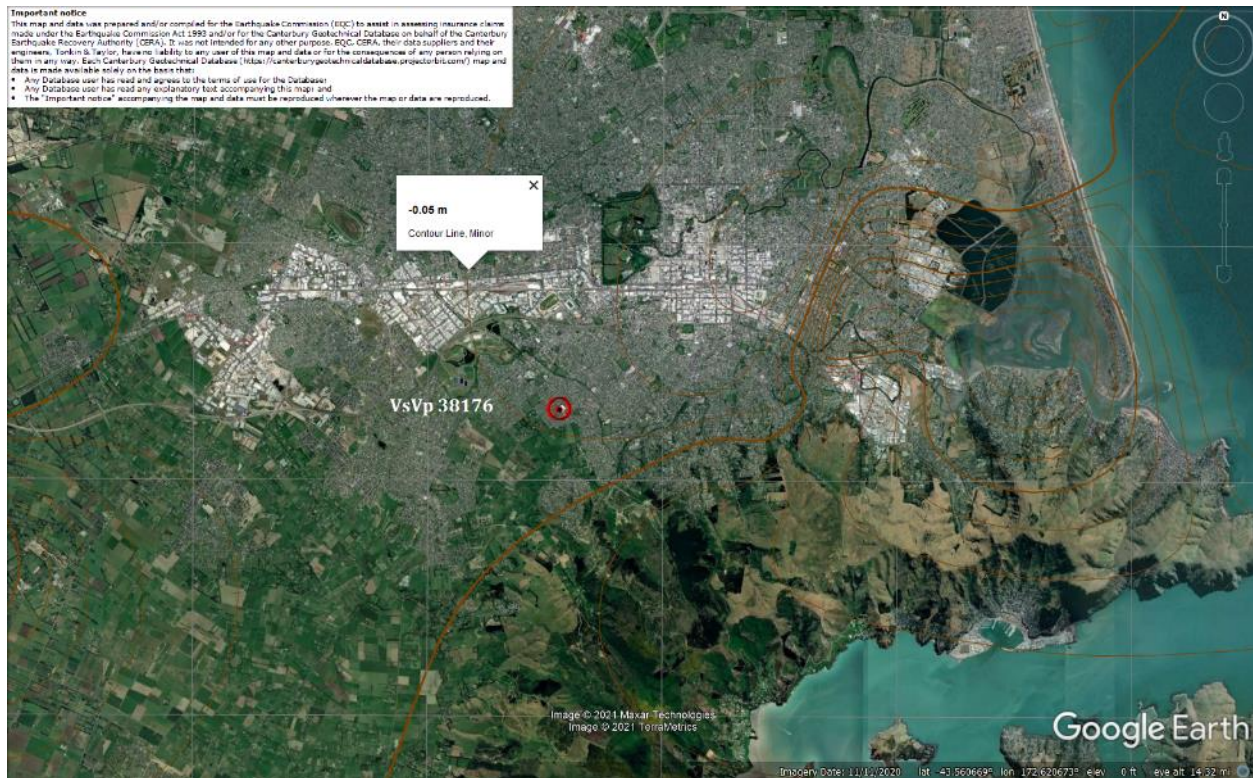 Important notice
This map and data was prepared and/or compiled for the Earthquake Commission (EQC) to assist in assessing insurance claims
made under the Earthquake Commission Act 1993 and/or for the Canterbury Geotechnical Database on behalf of the Canterbury
Earthquake Recovery Authority (CERA). It was not intended for any other purpose. EQC, CERA, their data suppliers and their
engineers, Tonkin & Taylor, have no liability to any user of this map and data or for the consequences of any person relying on
them in any way. Each Canterbury Geotechnical Database (https://canterburygeotechnicaldatabase.projectorbit.com/) map and
data is made available solely on the basis that:
• Any Database user has read and agrees to the terms of use for the Database;
• Any Database user has read any explanatory text accompanying this map; and
• The "Important notice" accompanying the map and data must be reproduced wherever the map or data are reproduced.
N
-0.05 m
Contour Line, Minor
VsVp 38176
Image © 2021 Maxar Technologies
Image © 2021 TerraMetrics
Google Earth
Imagery Date: 11/11/2020 lat -43.560669° lon 172.620673° elev 0 ft eye alt 14.32 mi